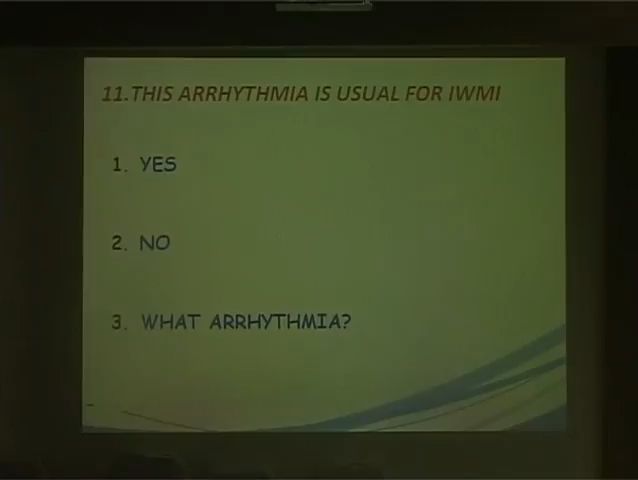 11.THIS ARRHYTHMIA IS USUAL FOR IWMI
1. YES
2. NO
3. WHAT ARRHYTHMIA?